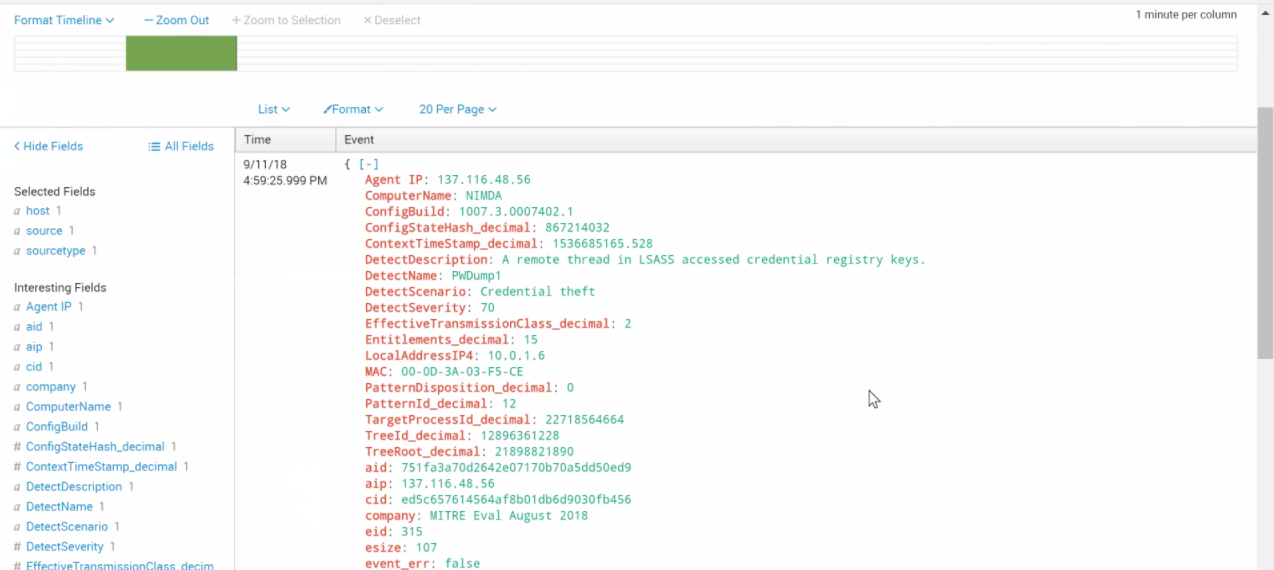 Format Timeline — Zoom Out + Zoom to Selection × Deselect 1 minute per column
List Format 20 Per Page
< Hide Fields All Fields
Selected Fields
a host 1
a source 1
a sourcetype 1
Interesting Fields
a Agent IP 1
a aid 1
a aip 1
a cid 1
a company 1
a ComputerName 1
a ConfigBuild 1
# ConfigStateHash_decimal 1
# ContextTimeStamp_decimal 1
a DetectDescription 1
a DetectName 1
a DetectScenario 1
# DetectSeverity 1
# EffectiveTransmissionClass_decim
Time Event
9/11/18
4:59:25.999 PM
{ [-]
Agent IP: 137.116.48.56
ComputerName: NIMDA
ConfigBuild: 1007.3.0007402.1
ConfigStateHash_decimal: 867214032
ContextTimeStamp_decimal: 1536685165.528
DetectDescription: A remote thread in LSASS accessed credential registry keys.
DetectName: PWDump1
DetectScenario: Credential theft
DetectSeverity: 70
EffectiveTransmissionClass_decimal: 2
Entitlements_decimal: 15
LocalAddressIP4: 10.0.1.6
MAC: 00-0D-3A-03-F5-CE
PatternDisposition_decimal: 0
PatternId_decimal: 12
TargetProcessId_decimal: 22718564664
TreeId_decimal: 12896361228
TreeRoot_decimal: 21898821890
aid: 751fa3a70d2642e07170b70a5dd50ed9
aip: 137.116.48.56
cid: ed5c657614564af8b01db6d9030fb456
company: MITRE Eval August 2018
eid: 315
esize: 107
event_err: false